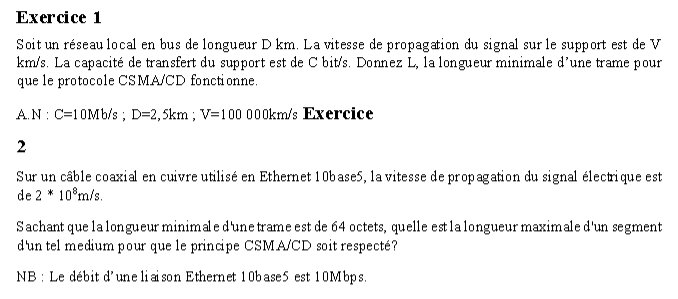 Exercice 1
Soit un réseau local en bus de longueur D km. La vitesse de propagation du signal sur le support est de V
km/s. La capacité de transfert du support est de C bit/s. Donnez L, la longueur minimale d'une trame pour
que le protocole CSMA/CD fonctionne.
A.N : C=10Mb/s ; D=2,5km ; V=100 000km/s Exercice
2
Sur un câble coaxial en cuivre utilisé en Ethernet 10base5, la vitesse de propagation du signal électrique est
de 2 * 10⁸m/s.
Sachant que la longueur minimale d'une trame est de 64 octets, quelle est la longueur maximale d'un segment
d'un tel medium pour que le principe CSMA/CD soit respecté?
NB : Le débit d'une liaison Ethernet 10base5 est 10Mbps.